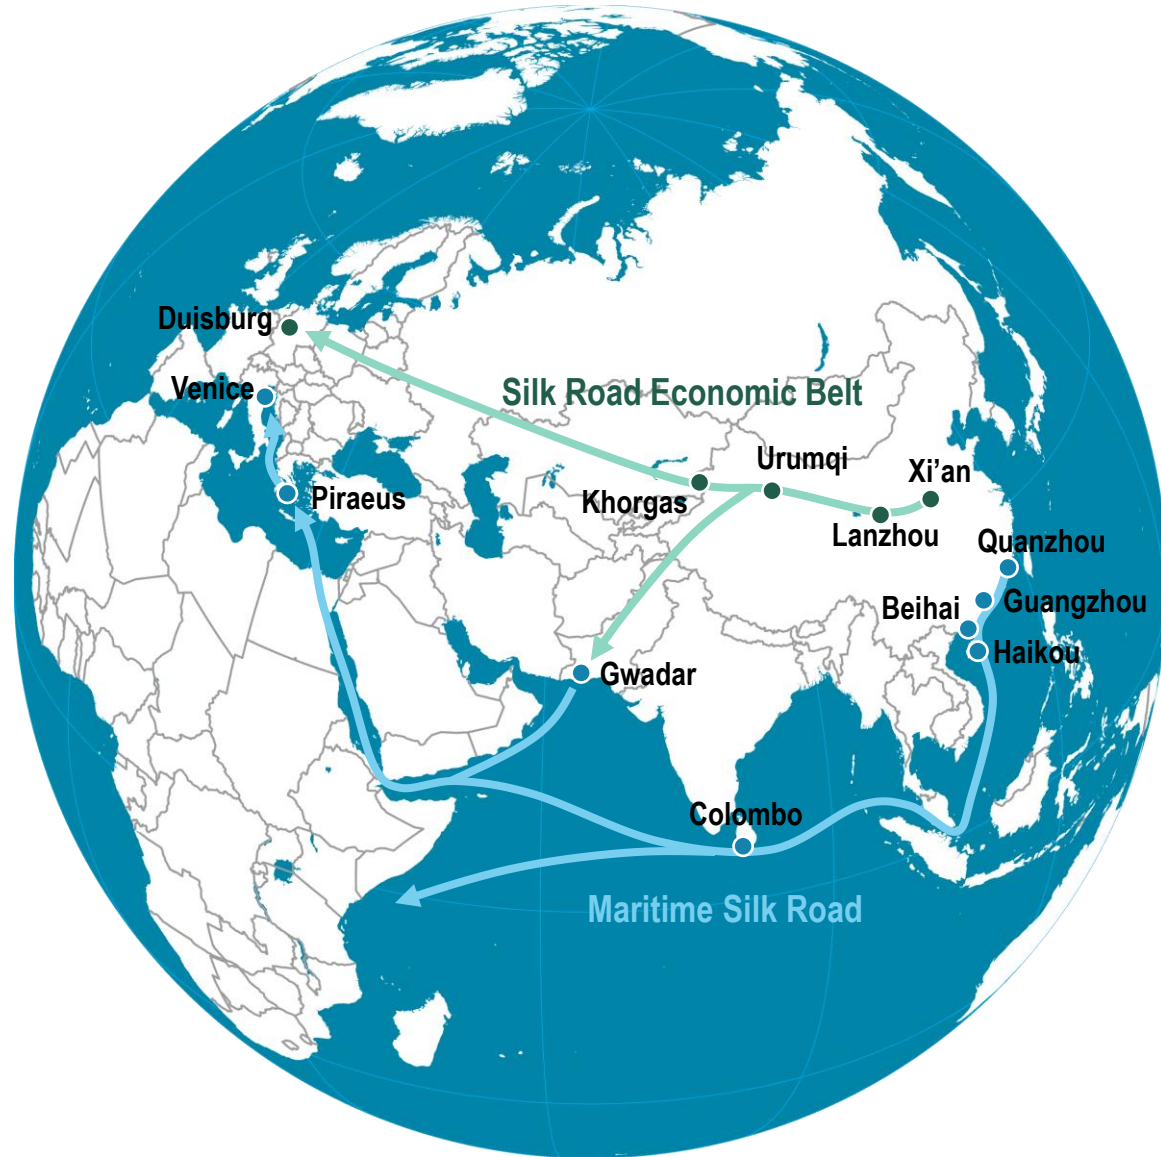 Duisburg
Venice
Silk Road Economic Belt
Urumqi
Xi’an
Khorgas
Piraeus
Lanzhou
Quanzhou
Beihai
Guangzhou
Haikou
Gwadar
Colombo
Maritime Silk Road